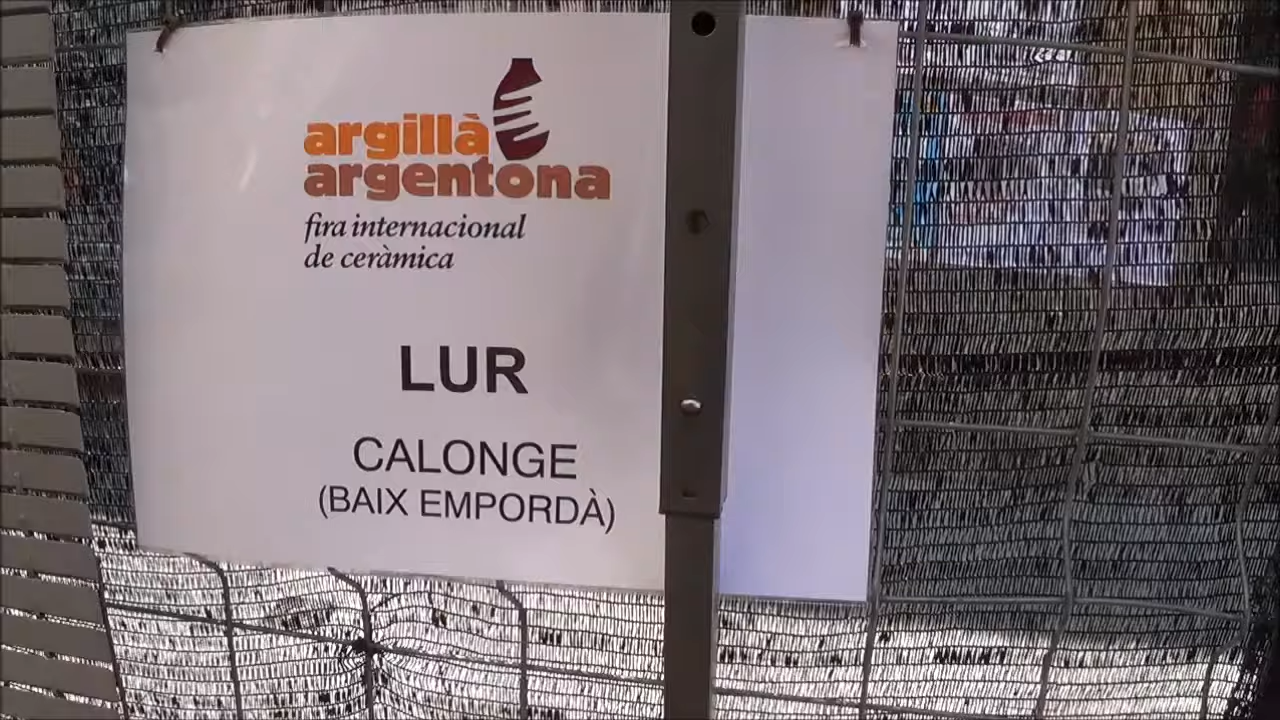 argillà
argentona
fira internacional
de ceràmica
LUR
CALONGE
(BAIX EMPORDÀ)